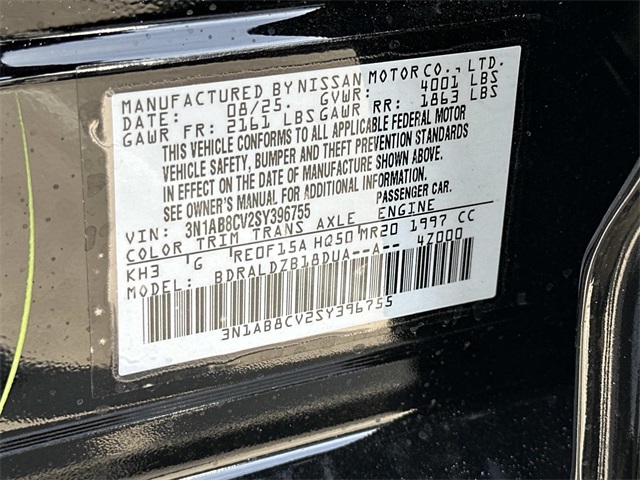 MANUFACTURED BY NISSAN MOTOR CO., LTD.
DATE: 08/25. GVWR: 4001 LBS
GAWR FR: 2161 LBS GAWR RR: 1863 LBS
THIS VEHICLE CONFORMS TO ALL APPLICABLE FEDERAL MOTOR
VEHICLE SAFETY, BUMPER AND THEFT PREVENTION STANDARDS
IN EFFECT ON THE DATE OF MANUFACTURE SHOWN ABOVE.
SEE OWNER'S MANUAL FOR ADDITIONAL INFORMATION.
VIN: 3N1AB8CV2SY396755 PASSENGER CAR.
COLOR TRIM TRANS AXLE ENGINE
KH3 'G 'RE0F15A HQ50'MR20 1997 CC
MODEL: BDRALDZB18DUA--A-- 4Z000
3N1AB8CV2SY396755